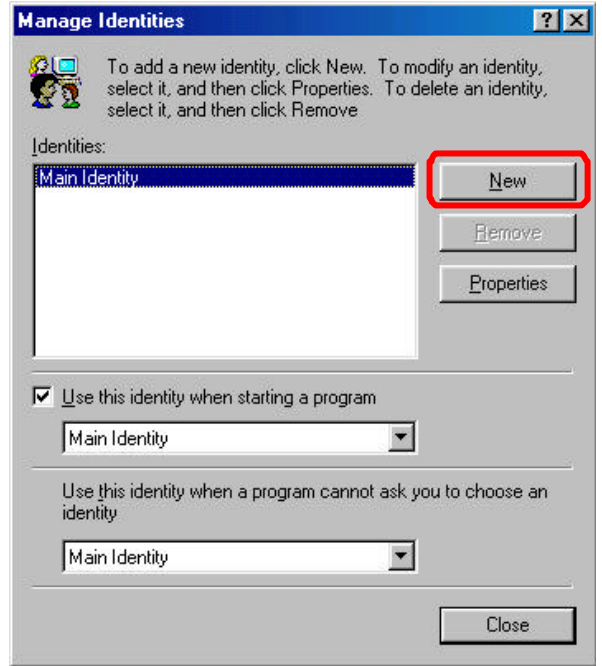 Manage Identities
To add a new identity, click New. To modify an identity,
select it, and then click Properties. To delete an identity,
select it, and then click Remove
Identities:
Main Identity
New
Remove
Properties
Use this identity when starting a program
Main Identity
Use this identity when a program cannot ask you to choose an
identity
Main Identity
Close